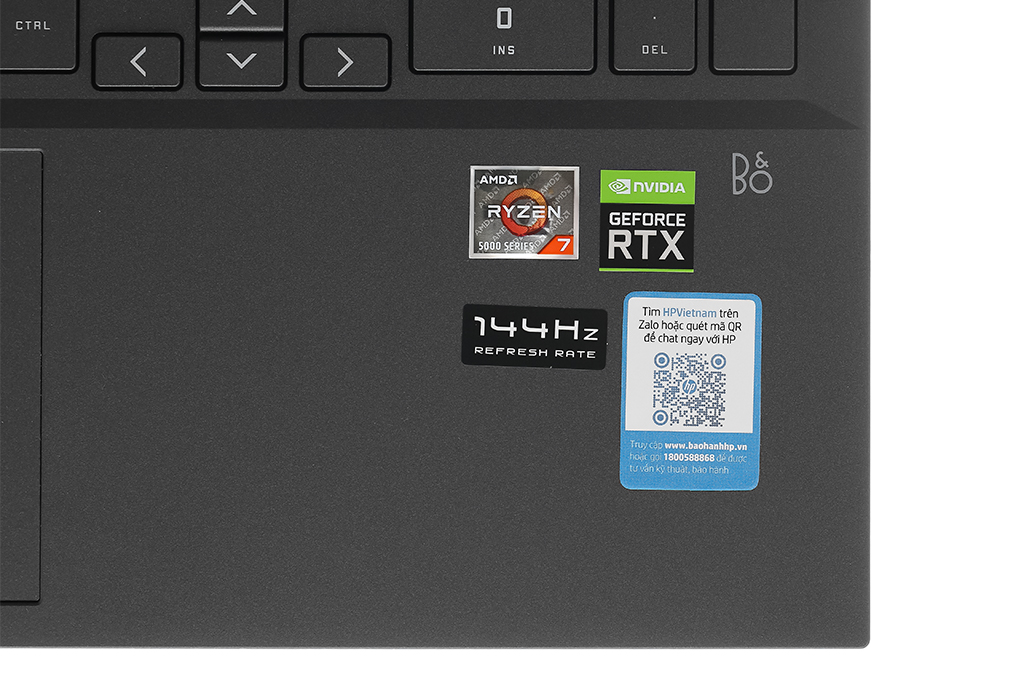 CTRL
0
INS
.
DEL
B&O
AMD
RYZEN
5000 SERIES 7
NVIDIA
GEFORCE
RTX
144Hz
REFRESH RATE
Tìm HPVietnam trên
Zalo hoặc quét mã QR
để chat ngay với HP
hp
Truy cập www.baohanhhp.vn
hoặc gọi 1800588868 để được
tư vấn kỹ thuật, bảo hành